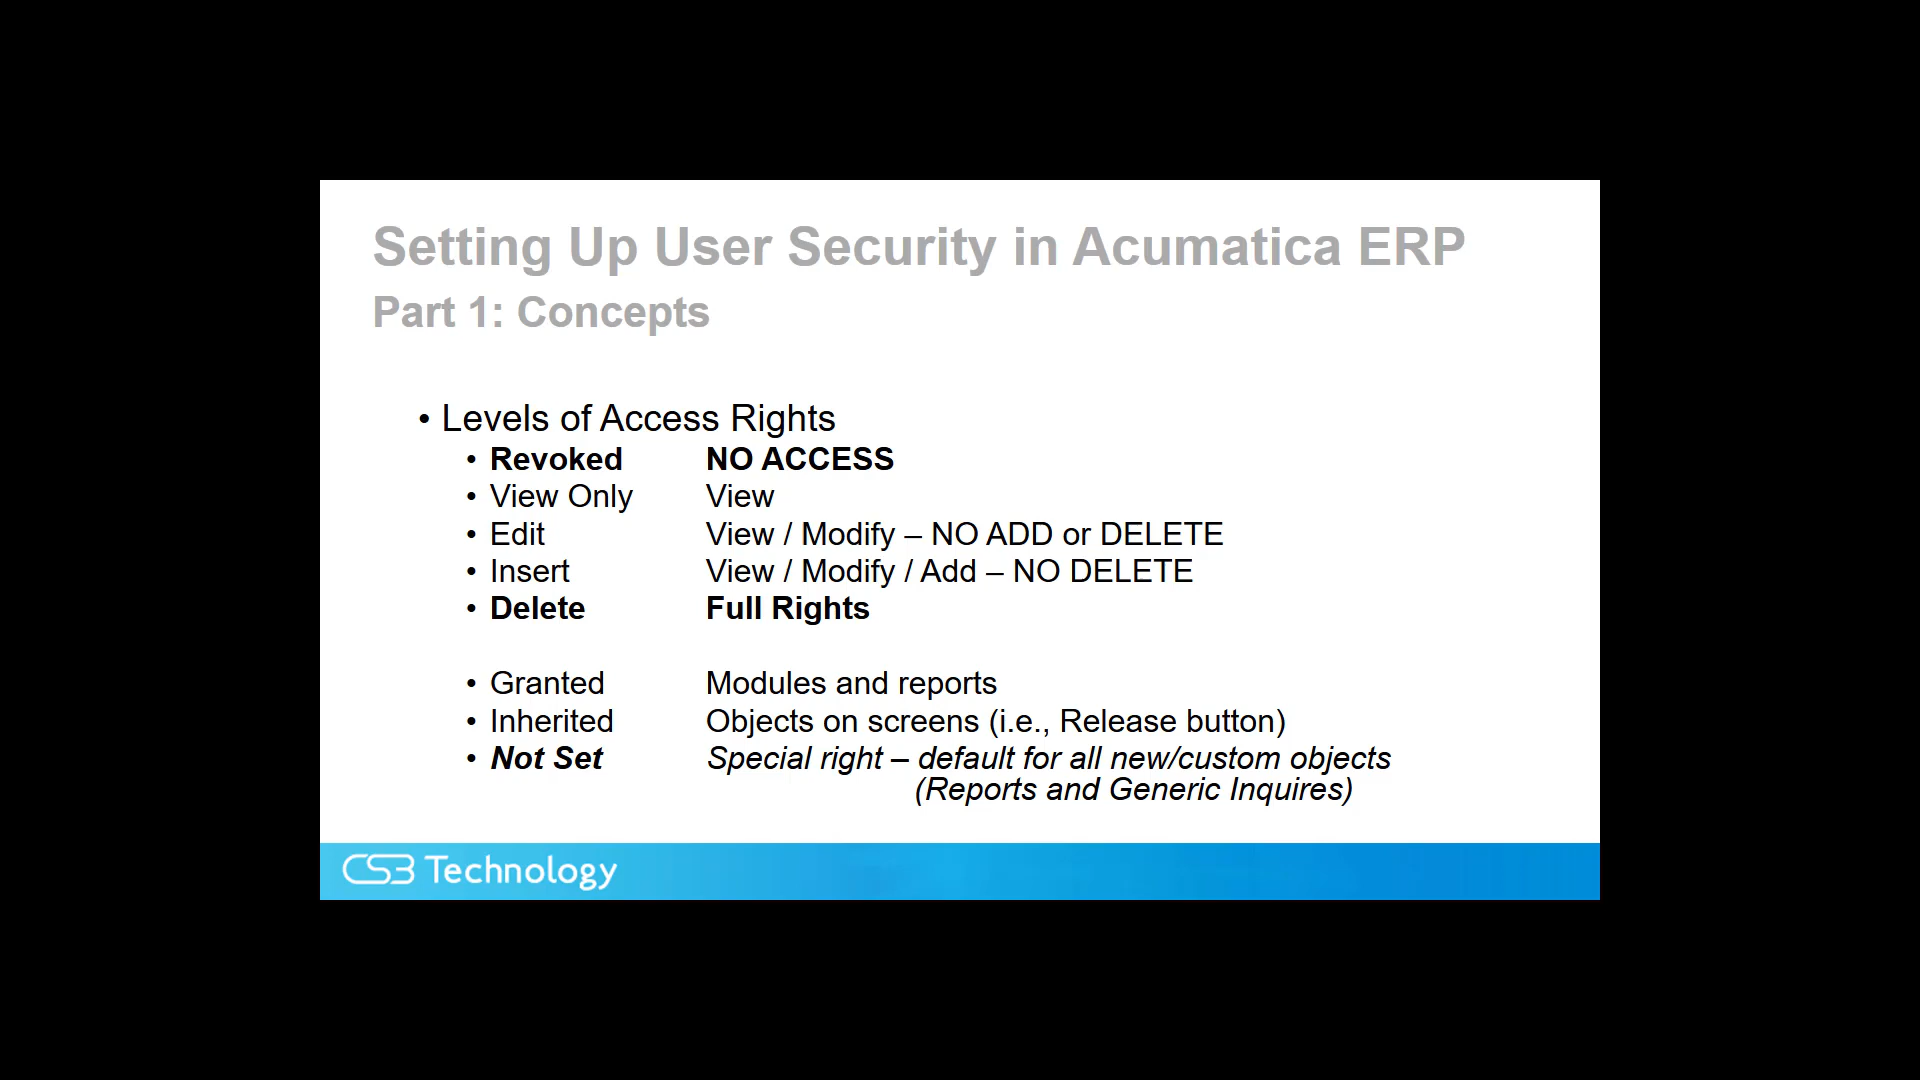 Setting Up User Security in Acumatica ERP
Part 1: Concepts
• Levels of Access Rights
• Revoked NO ACCESS
• View Only View
• Edit View / Modify – NO ADD or DELETE
• Insert View / Modify / Add – NO DELETE
• Delete Full Rights
• Granted Modules and reports
• Inherited Objects on screens (i.e., Release button)
• Not Set Special right – default for all new/custom objects
(Reports and Generic Inquires)
CSB Technology